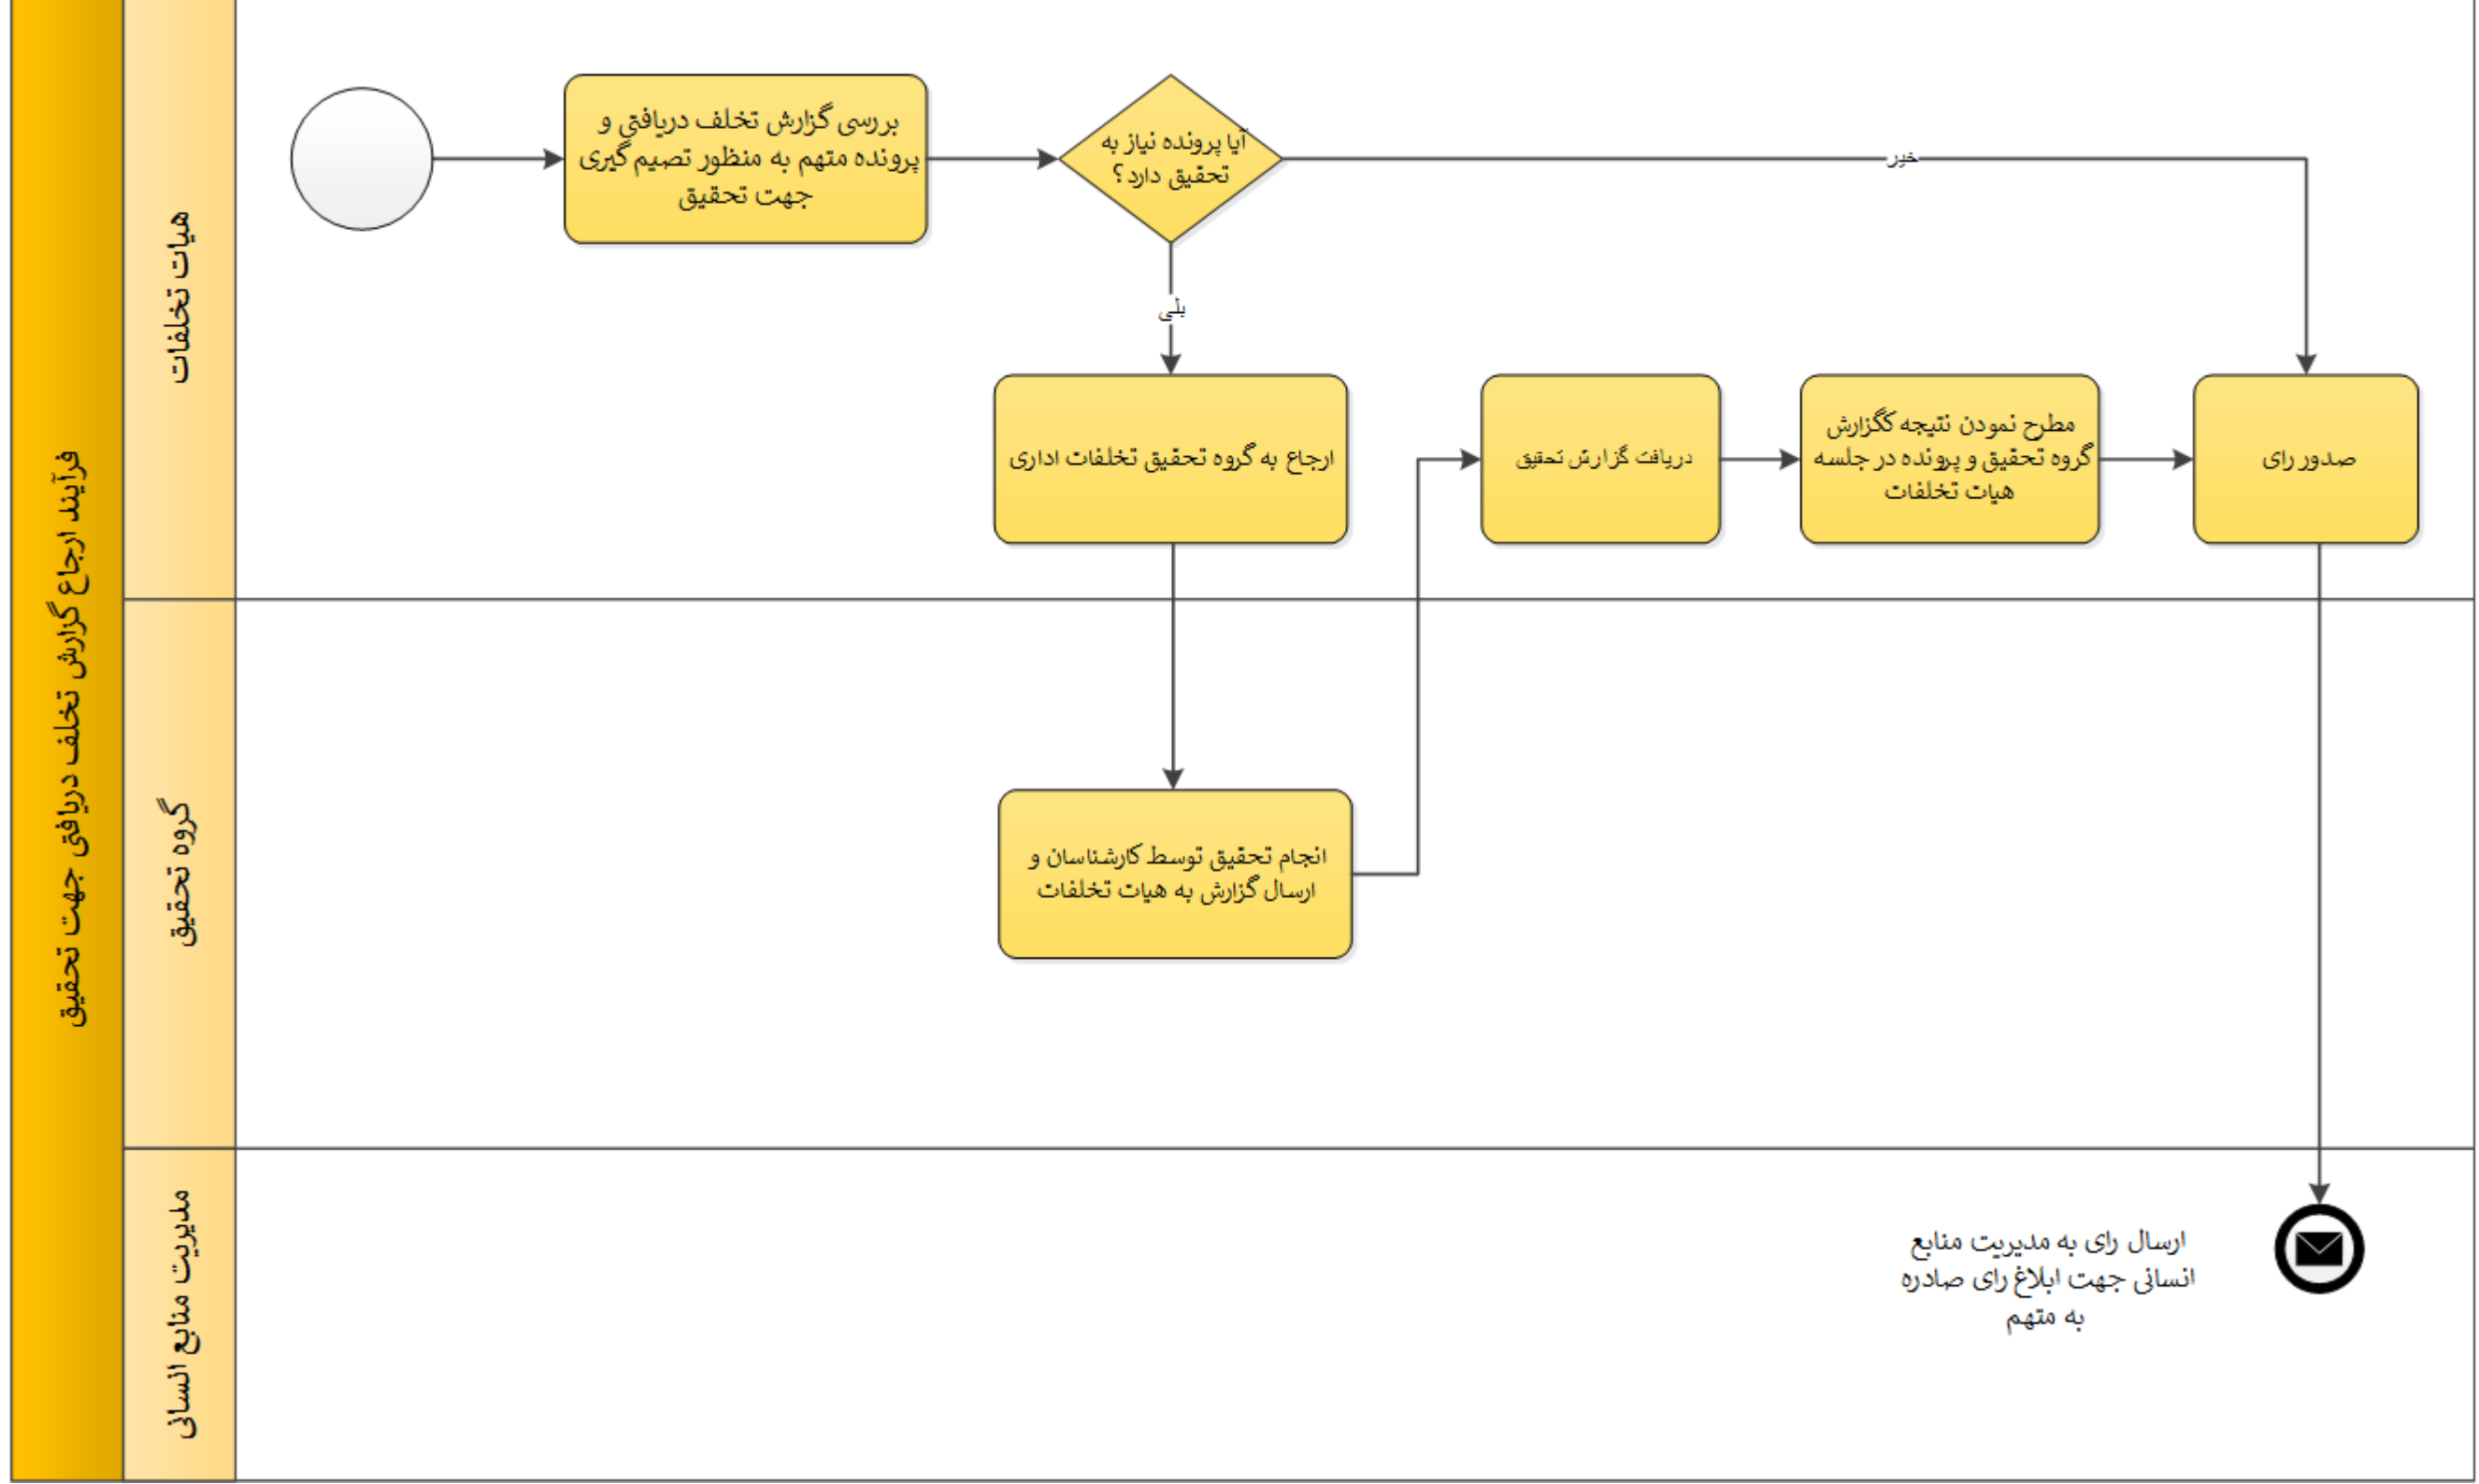 فرآیند ارجاع گزارش تخلف دریافتی جهت تحقیق
هیات تخلفات
بررسی گزارش تخلف دریافتی و
پرونده متهم به منظور تصیم گیری
جهت تحقیق
آیا پرونده نیاز به
تحقیق دارد؟
خیر
بلی
ارجاع به گروه تحقیق تخلفات اداری
دریافت گزارش تحقیق
مطرح نمودن نتیجه کگزارش
گروه تحقیق و پرونده در جلسه
هیات تخلفات
صدور رای
گروه تحقیق
انجام تحقیق توسط کارشناسان و
ارسال گزارش به هیات تخلفات
مدیریت منابع انسانی
ارسال رای به مدیریت منابع
انسانی جهت ابلاغ رای صادره
به متهم